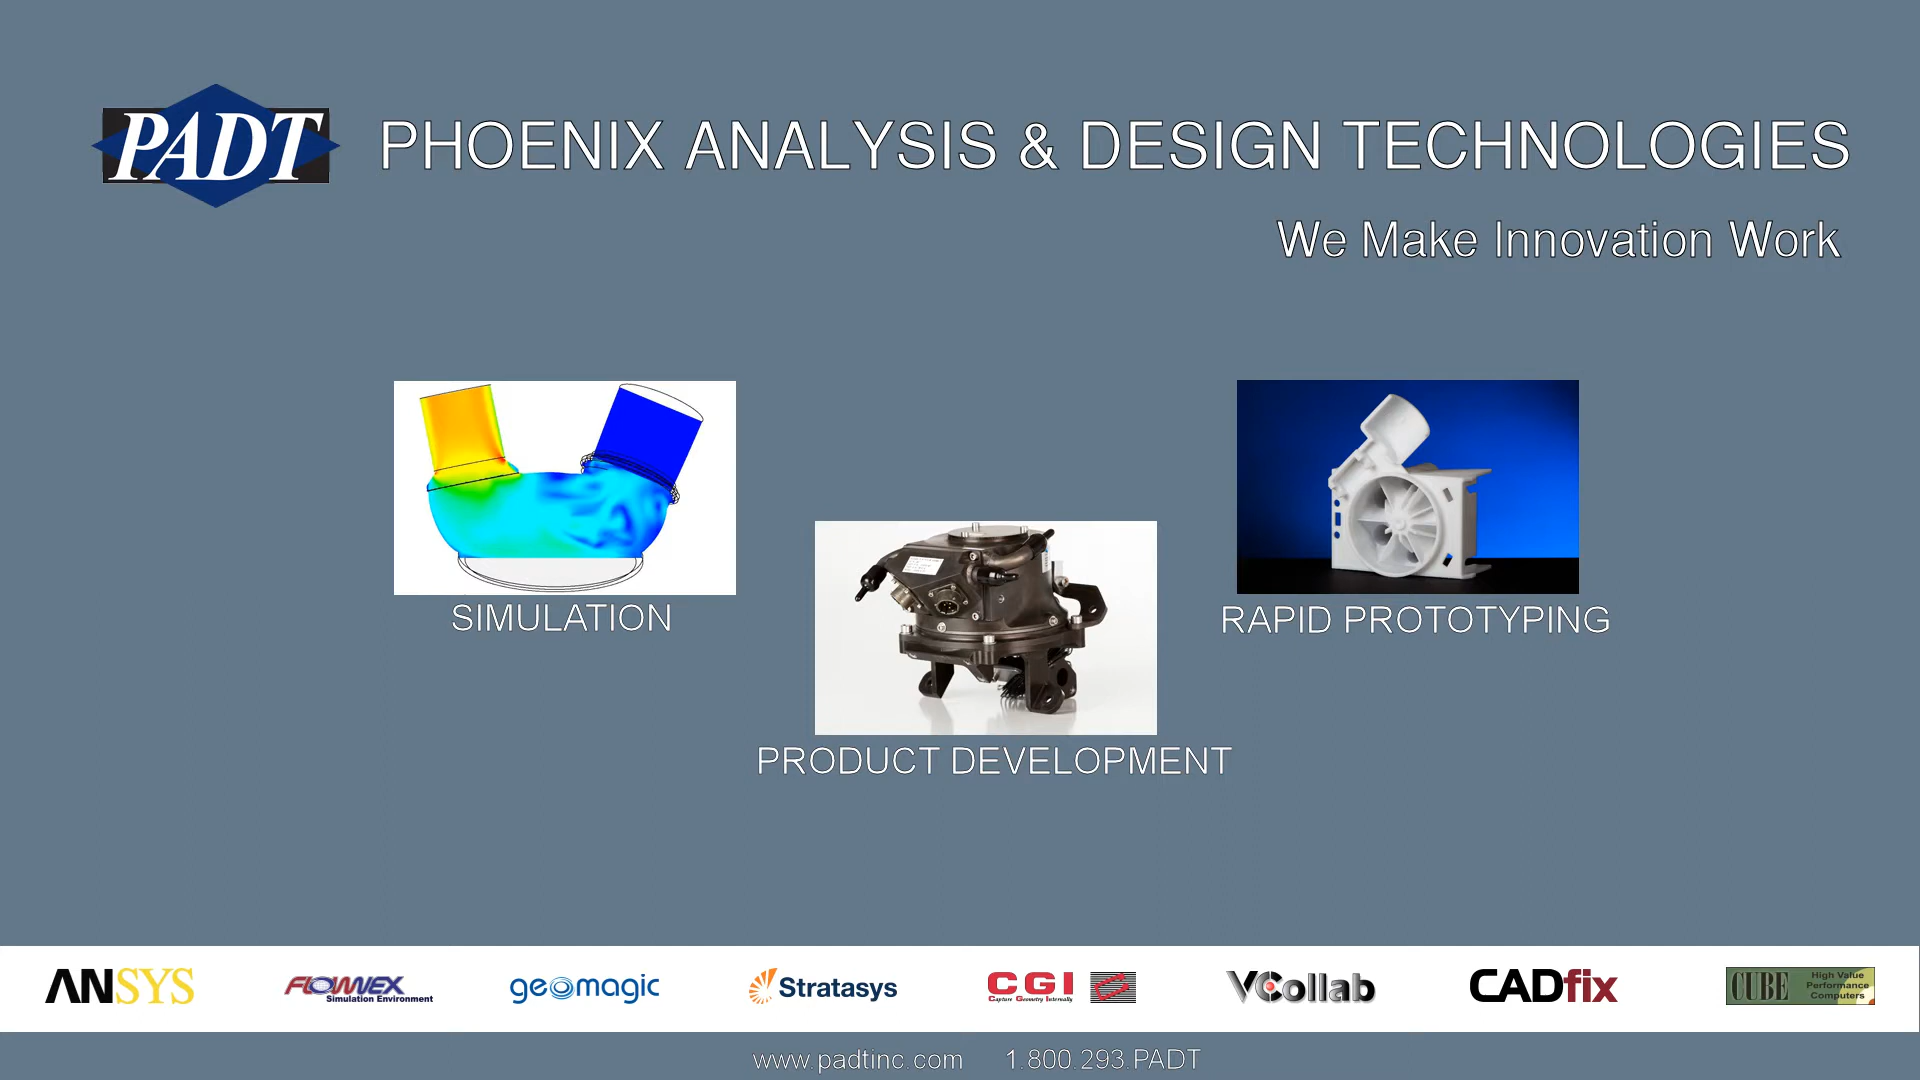 PADT
PHOENIX ANALYSIS & DESIGN TECHNOLOGIES
We Make Innovation Work
SIMULATION
PRODUCT DEVELOPMENT
RAPID PROTOTYPING
ANSYS
FLOWNEX
Simulation Environment
geomagic
Stratasys
CGI
Capture Geometry Internally
VCollab
CADfix
CUBE
High Value
Performance
Computers
www.padtinc.com 1.800.293.PADT